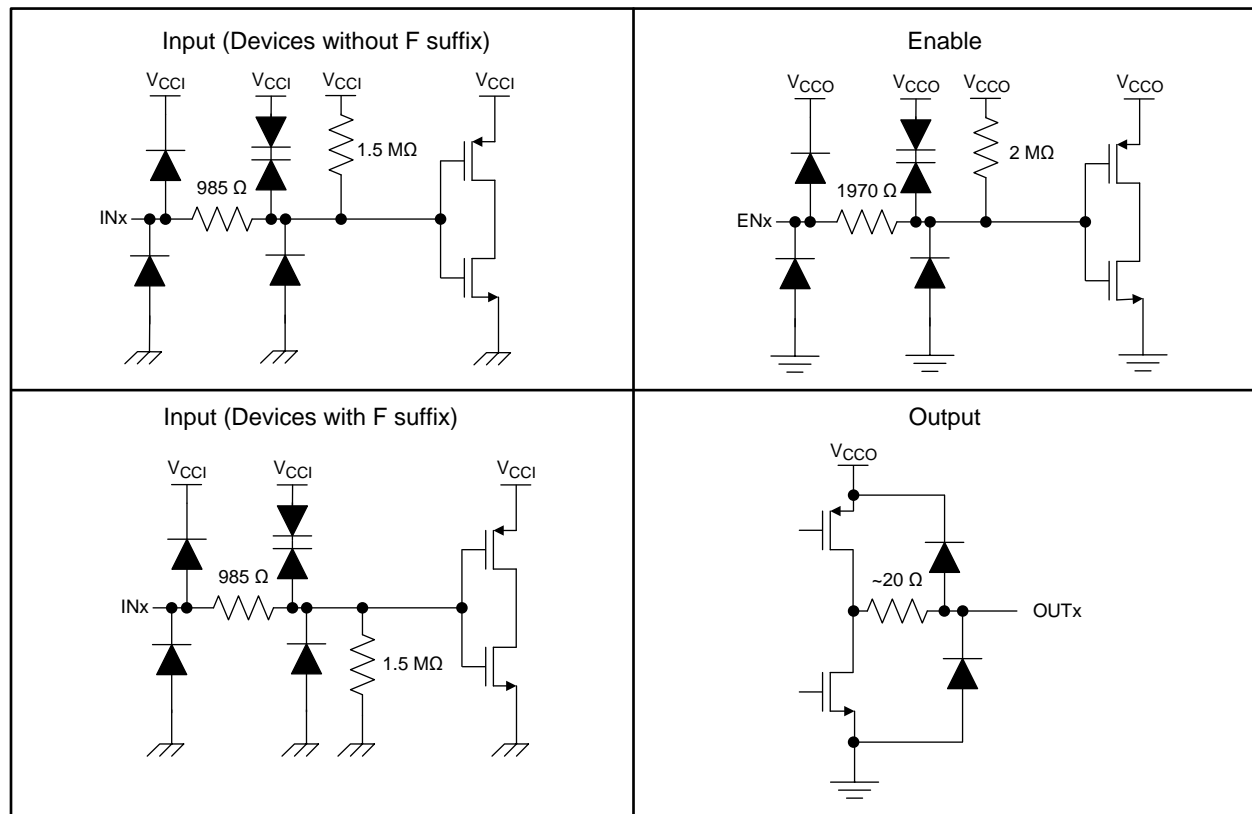 Input (Devices without F suffix)
VCCI
VCCI
VCCI
VCCI
1.5 MΩ
985 Ω
INx
Enable
VCCO
VCCO
VCCO
VCCO
2 MΩ
1970 Ω
ENx
Input (Devices with F suffix)
VCCI
VCCI
VCCI
985 Ω
INx
1.5 MΩ
Output
VCCO
~20 Ω
OUTx